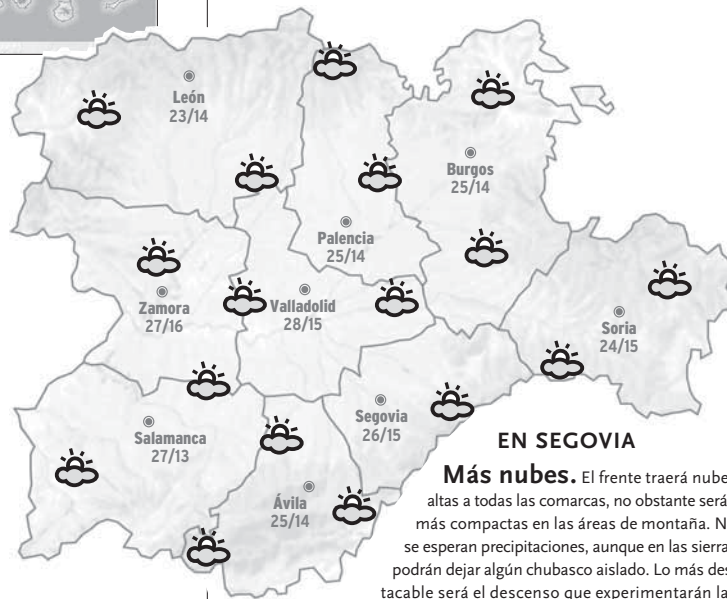 León
23/14
Burgos
25/14
Palencia
25/14
Zamora
27/16
Valladolid
28/15
Soria
24/15
Segovia
26/15
Salamanca
27/13
Ávila
25/14
EN SEGOVIA
Más nubes. El frente traerá nube
altas a todas las comarcas, no obstante será
más compactas en las áreas de montaña. N
se esperan precipitaciones, aunque en las sierra
podrán dejar algún chubasco aislado. Lo más des
tacable será el descenso que experimentarán la